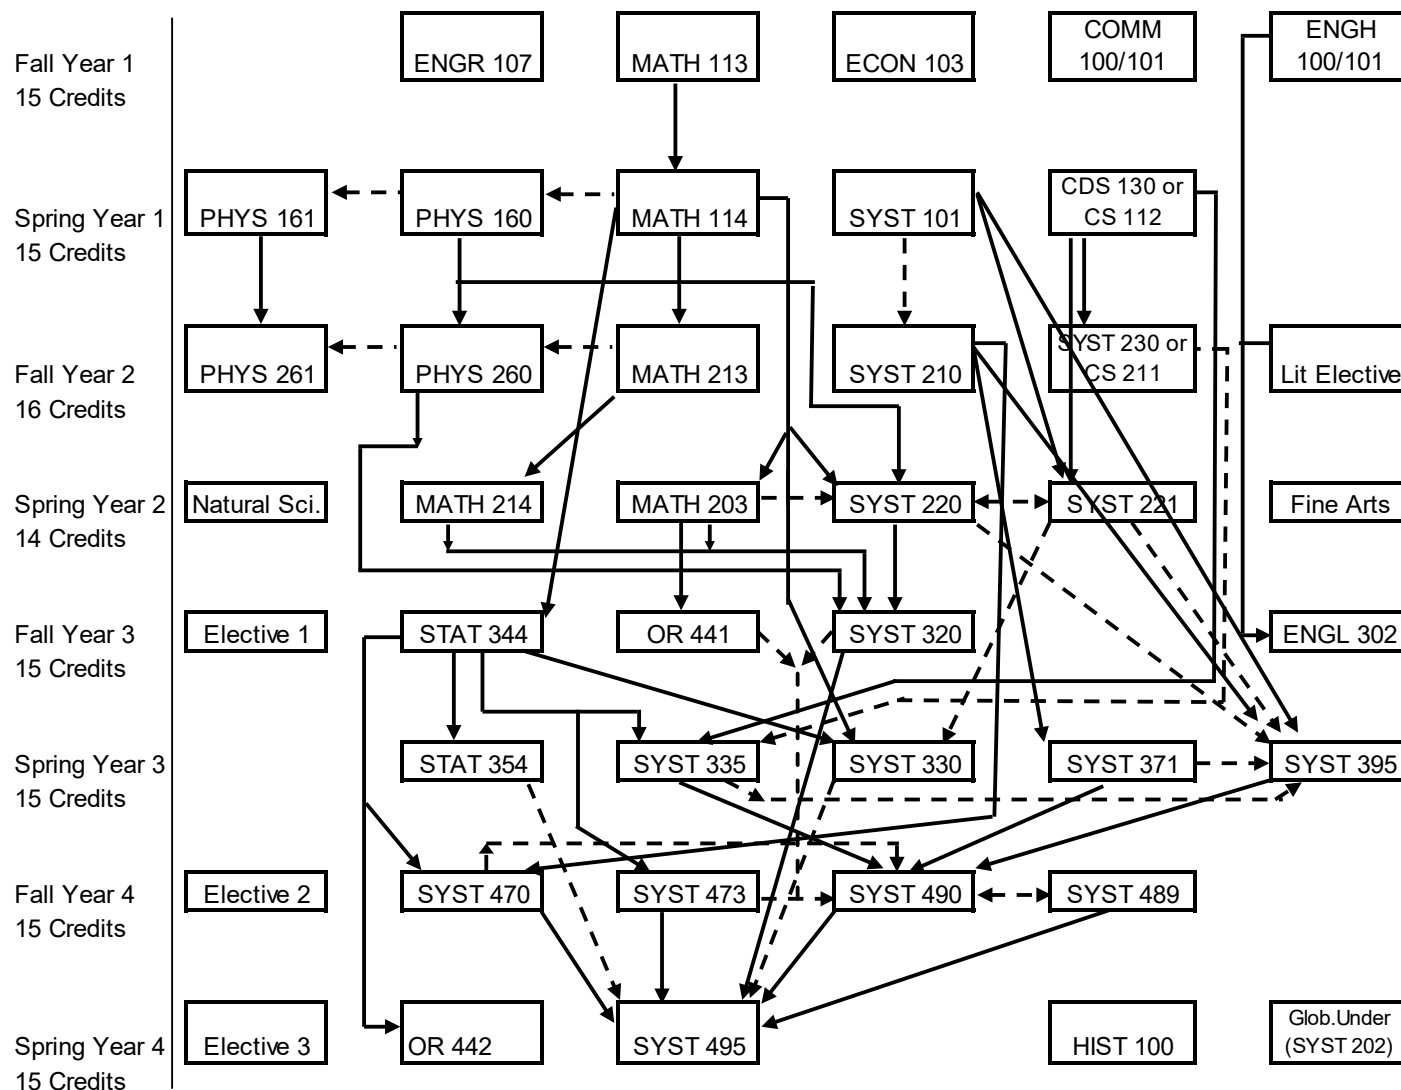 Fall Year 1
15 Credits
ENGR 107
MATH 113
ECON 103
COMM
100/101
ENGH
100/101
Spring Year 1
15 Credits
PHYS 161
PHYS 160
MATH 114
SYST 101
CDS 130 or
CS 112
Fall Year 2
16 Credits
PHYS 261
PHYS 260
MATH 213
SYST 210
SYST 230 or
CS 211
Lit Elective
Spring Year 2
14 Credits
Natural Sci.
MATH 214
MATH 203
SYST 220
SYST 221
Fine Arts
Fall Year 3
15 Credits
Elective 1
STAT 344
OR 441
SYST 320
ENGL 302
Spring Year 3
15 Credits
STAT 354
SYST 335
SYST 330
SYST 371
SYST 395
Fall Year 4
15 Credits
Elective 2
SYST 470
SYST 473
SYST 490
SYST 489
Spring Year 4
15 Credits
Elective 3
OR 442
SYST 495
HIST 100
Glob.Under
(SYST 202)